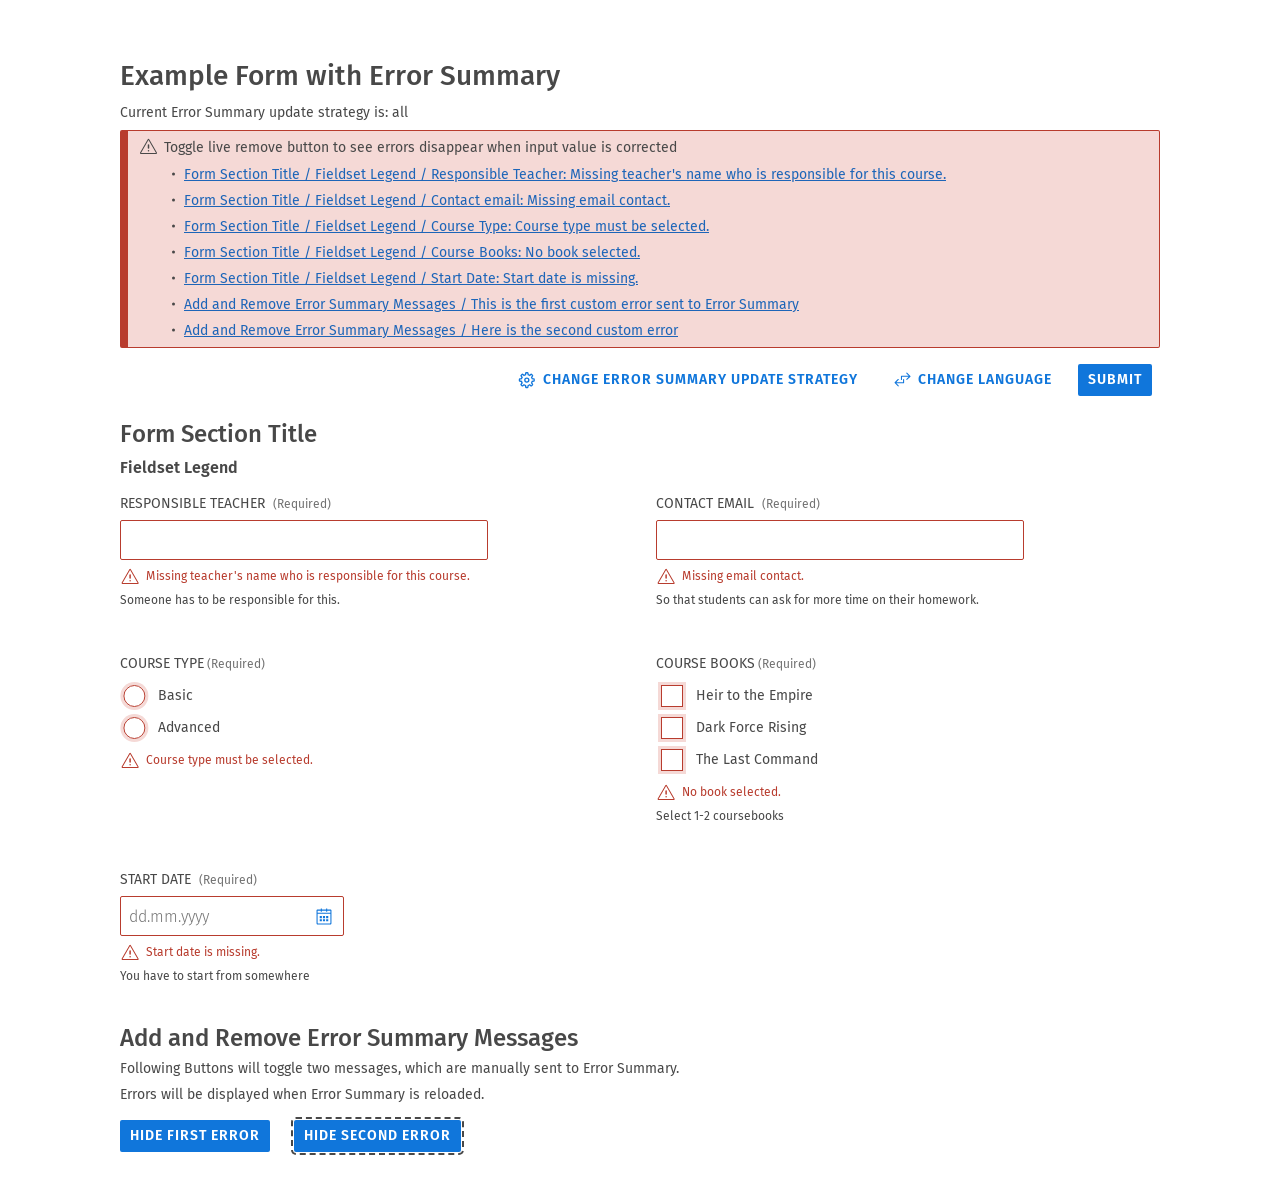 Example Form with Error Summary
Current Error Summary update strategy is: all
Toggle live remove button to see errors disappear when input value is corrected
• Form Section Title / Fieldset Legend / Responsible Teacher: Missing teacher's name who is responsible for this course.
• Form Section Title / Fieldset Legend / Contact email: Missing email contact.
• Form Section Title / Fieldset Legend / Course Type: Course type must be selected.
• Form Section Title / Fieldset Legend / Course Books: No book selected.
• Form Section Title / Fieldset Legend / Start Date: Start date is missing.
• Add and Remove Error Summary Messages / This is the first custom error sent to Error Summary
• Add and Remove Error Summary Messages / Here is the second custom error
CHANGE ERROR SUMMARY UPDATE STRATEGY CHANGE LANGUAGE SUBMIT
Form Section Title
Fieldset Legend
RESPONSIBLE TEACHER (Required)
Missing teacher's name who is responsible for this course.
Someone has to be responsible for this.
CONTACT EMAIL (Required)
Missing email contact.
So that students can ask for more time on their homework.
COURSE TYPE (Required)
Basic
Advanced
Course type must be selected.
COURSE BOOKS (Required)
Heir to the Empire
Dark Force Rising
The Last Command
No book selected.
Select 1-2 coursebooks
START DATE (Required)
dd.mm.yyyy
Start date is missing.
You have to start from somewhere
Add and Remove Error Summary Messages
Following Buttons will toggle two messages, which are manually sent to Error Summary.
Errors will be displayed when Error Summary is reloaded.
HIDE FIRST ERROR HIDE SECOND ERROR